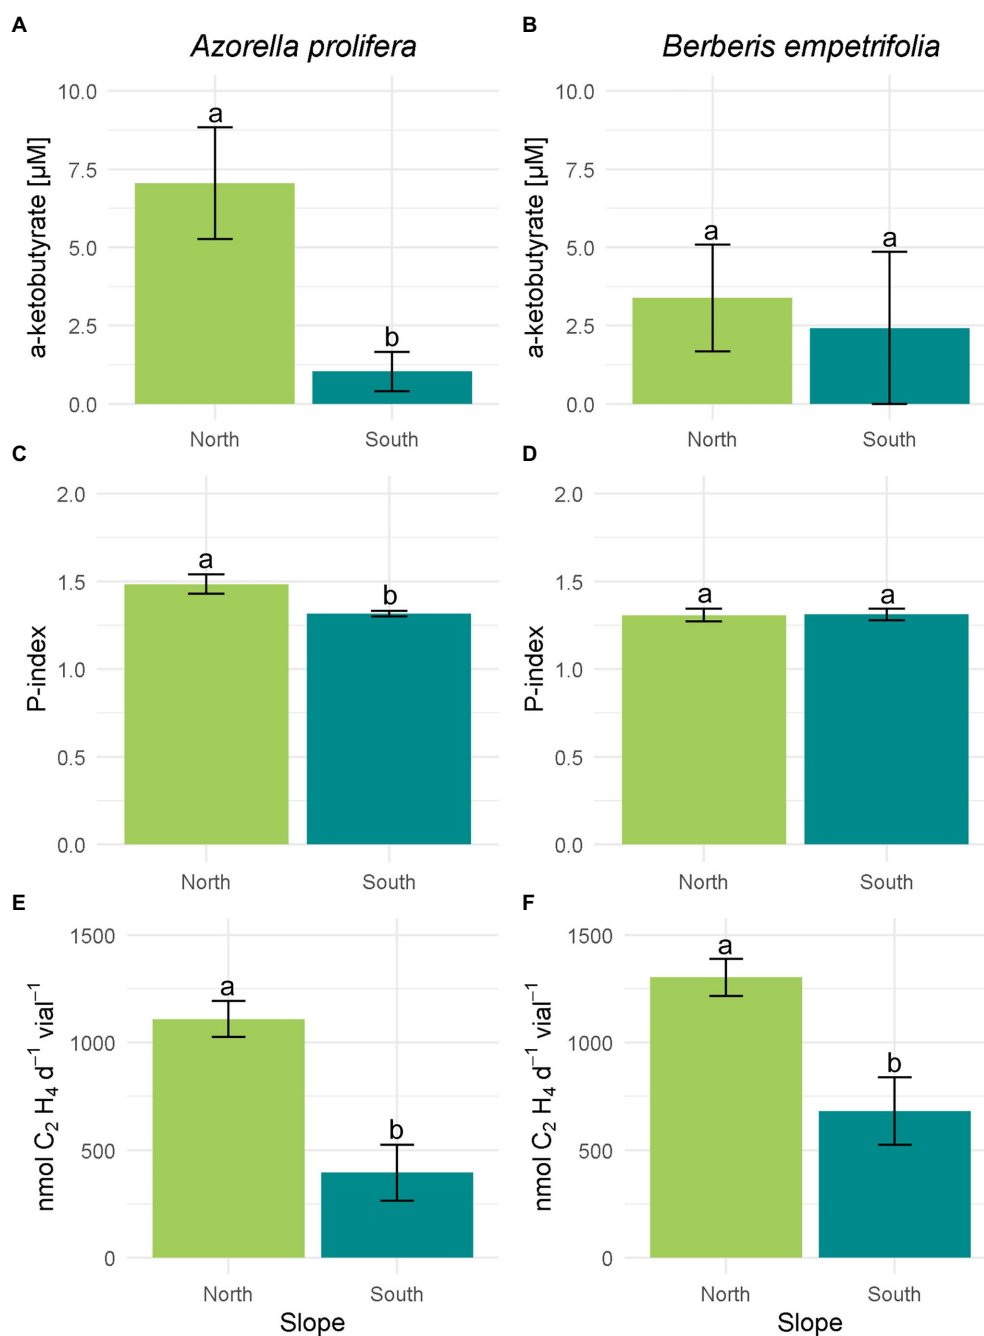 A
Azorella prolifera
B
Berberis empetrifolia
10.0
7.5
5.0
2.5
0.0
a-ketobutyrate [µM]
a
b
North
South
10.0
7.5
5.0
2.5
0.0
a-ketobutyrate [µM]
a
a
North
South
C
2.0
1.5
1.0
0.5
0.0
P-index
a
b
North
South
D
2.0
1.5
1.0
0.5
0.0
P-index
a
a
North
South
E
1500
1000
500
0
nmol C₂ H₄ d⁻¹ vial⁻¹
a
b
North
South
Slope
F
1500
1000
500
0
nmol C₂ H₄ d⁻¹ vial⁻¹
a
b
North
South
Slope